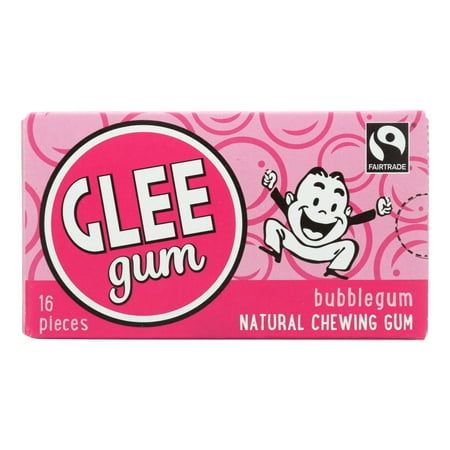 GLEE
gum
FAIRTRADE
16
pieces
bubblegum
NATURAL CHEWING GUM